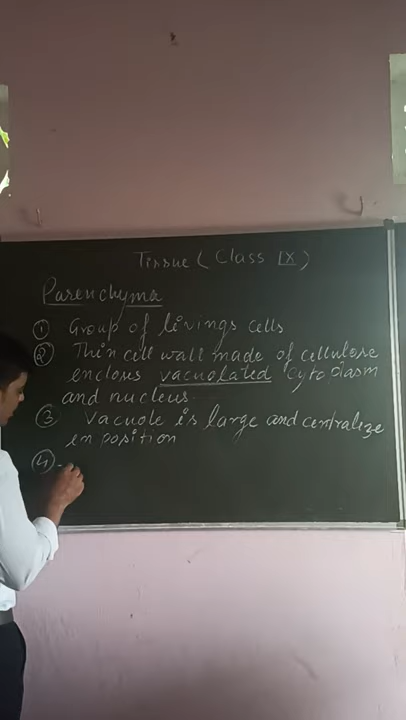 Tissue ( Class IX )
Parenchyma
① Group of livings cells
② Thin cell wall made of cellulose
encloses vacuolated cytoplasm
and nucleus.
③ Vacuole is large and centralize
in position
④